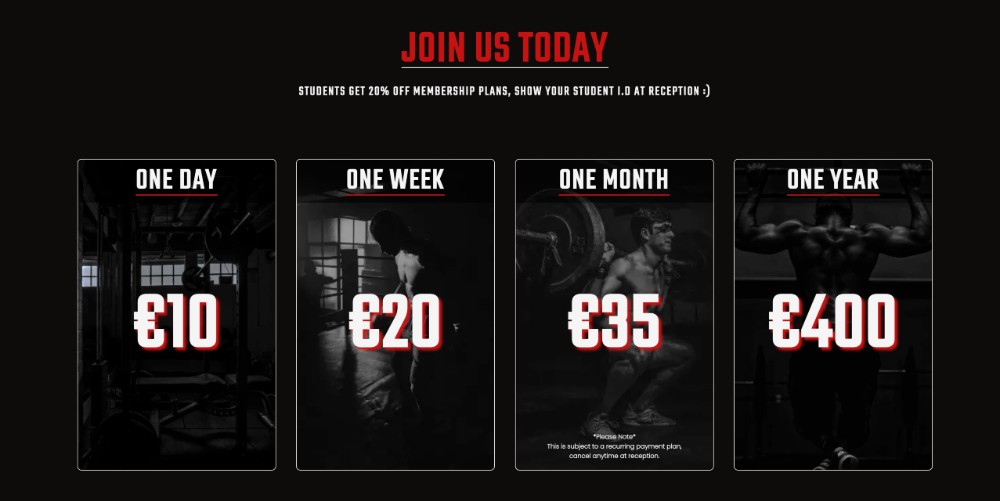 JOIN US TODAY
STUDENTS GET 20% OFF MEMBERSHIP PLANS, SHOW YOUR STUDENT I.D AT RECEPTION :)
ONE DAY
€10
ONE WEEK
€20
ONE MONTH
€35
*Please Note*
This is subject to a recurring payment plan,
cancel anytime at reception.
ONE YEAR
€400